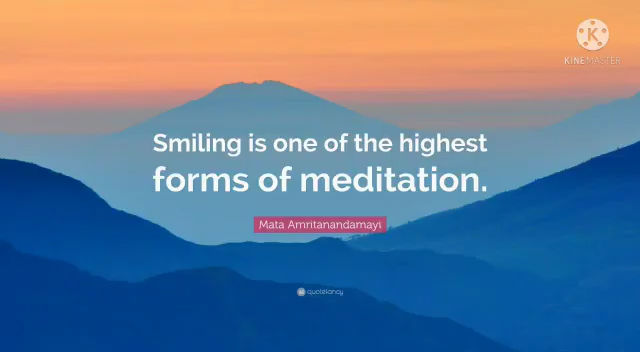 KINEMASTER
Smiling is one of the highest
forms of meditation.
Mata Amritanandamayi
quotefancy